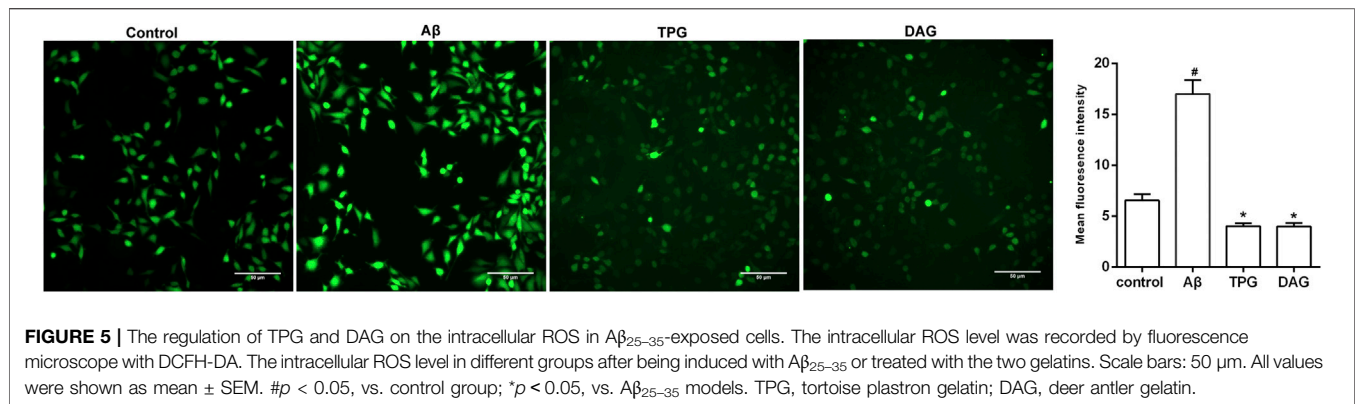 Control
Aβ
TPG
DAG
50 μm
50 μm
50 μm
50 μm
Mean fluorescence intensity
20
15
10
5
0
#
*
*
control
Aβ
TPG
DAG
FIGURE 5 | The regulation of TPG and DAG on the intracellular ROS in Aβ25–35-exposed cells. The intracellular ROS level was recorded by fluorescence
microscope with DCFH-DA. The intracellular ROS level in different groups after being induced with Aβ25–35 or treated with the two gelatins. Scale bars: 50 μm. All values
were shown as mean ± SEM. #p < 0.05, vs. control group; *p < 0.05, vs. Aβ25–35 models. TPG, tortoise plastron gelatin; DAG, deer antler gelatin.